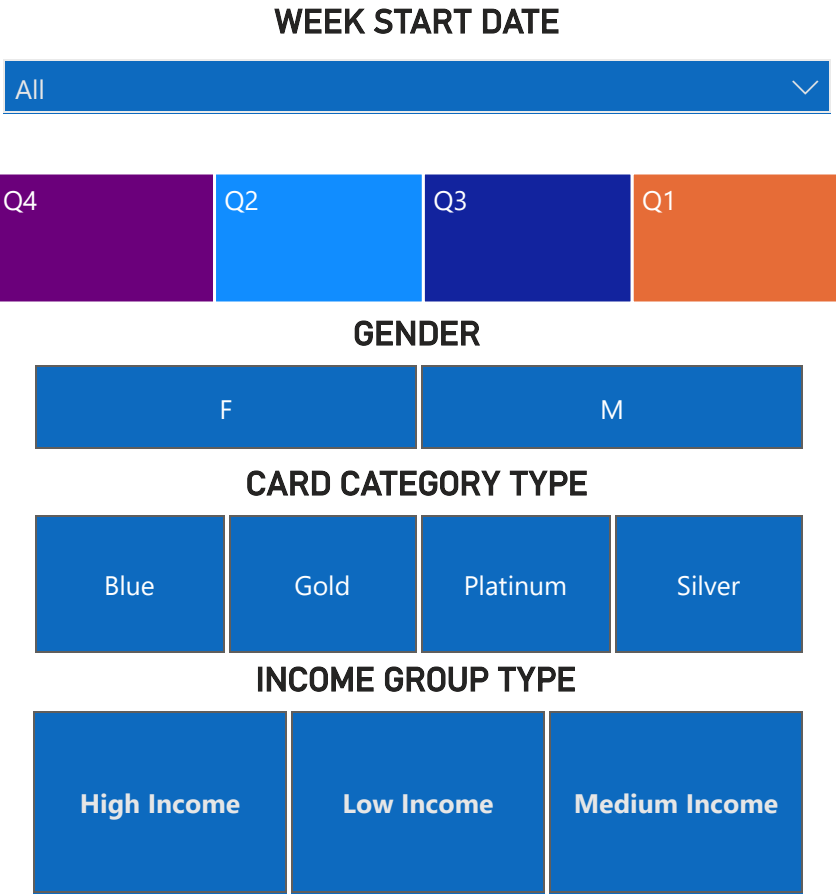 WEEK START DATE
All
Q4 Q2 Q3 Q1
GENDER
F M
CARD CATEGORY TYPE
Blue Gold Platinum Silver
INCOME GROUP TYPE
High Income Low Income Medium Income